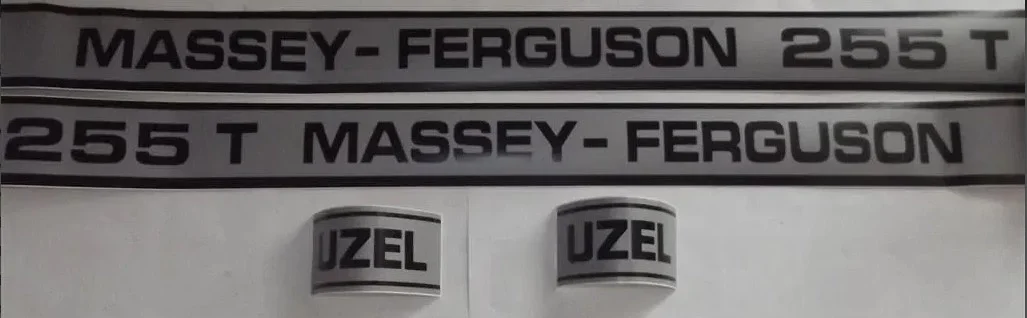 MASSEY-FERGUSON 255 T
255 T MASSEY-FERGUSON
UZEL
UZEL